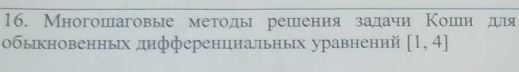 16. Многошаговые методы решения задачи Коши для
обыкновенных дифференциальных уравнений [1, 4]